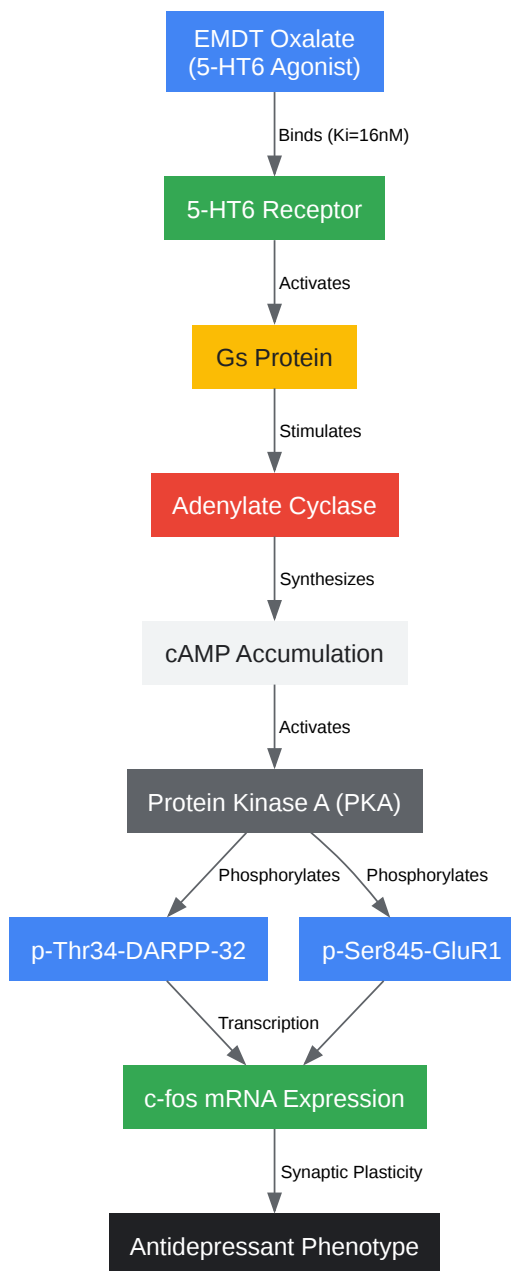 EMDT Oxalate
(5-HT6 Agonist)
Binds (Ki=16nM)
5-HT6 Receptor
Activates
Gs Protein
Stimulates
Adenylate Cyclase
Synthesizes
cAMP Accumulation
Activates
Protein Kinase A (PKA)
Phosphorylates
Phosphorylates
p-Thr34-DARPP-32
p-Ser845-GluR1
Transcription
c-fos mRNA Expression
Synaptic Plasticity
Antidepressant Phenotype